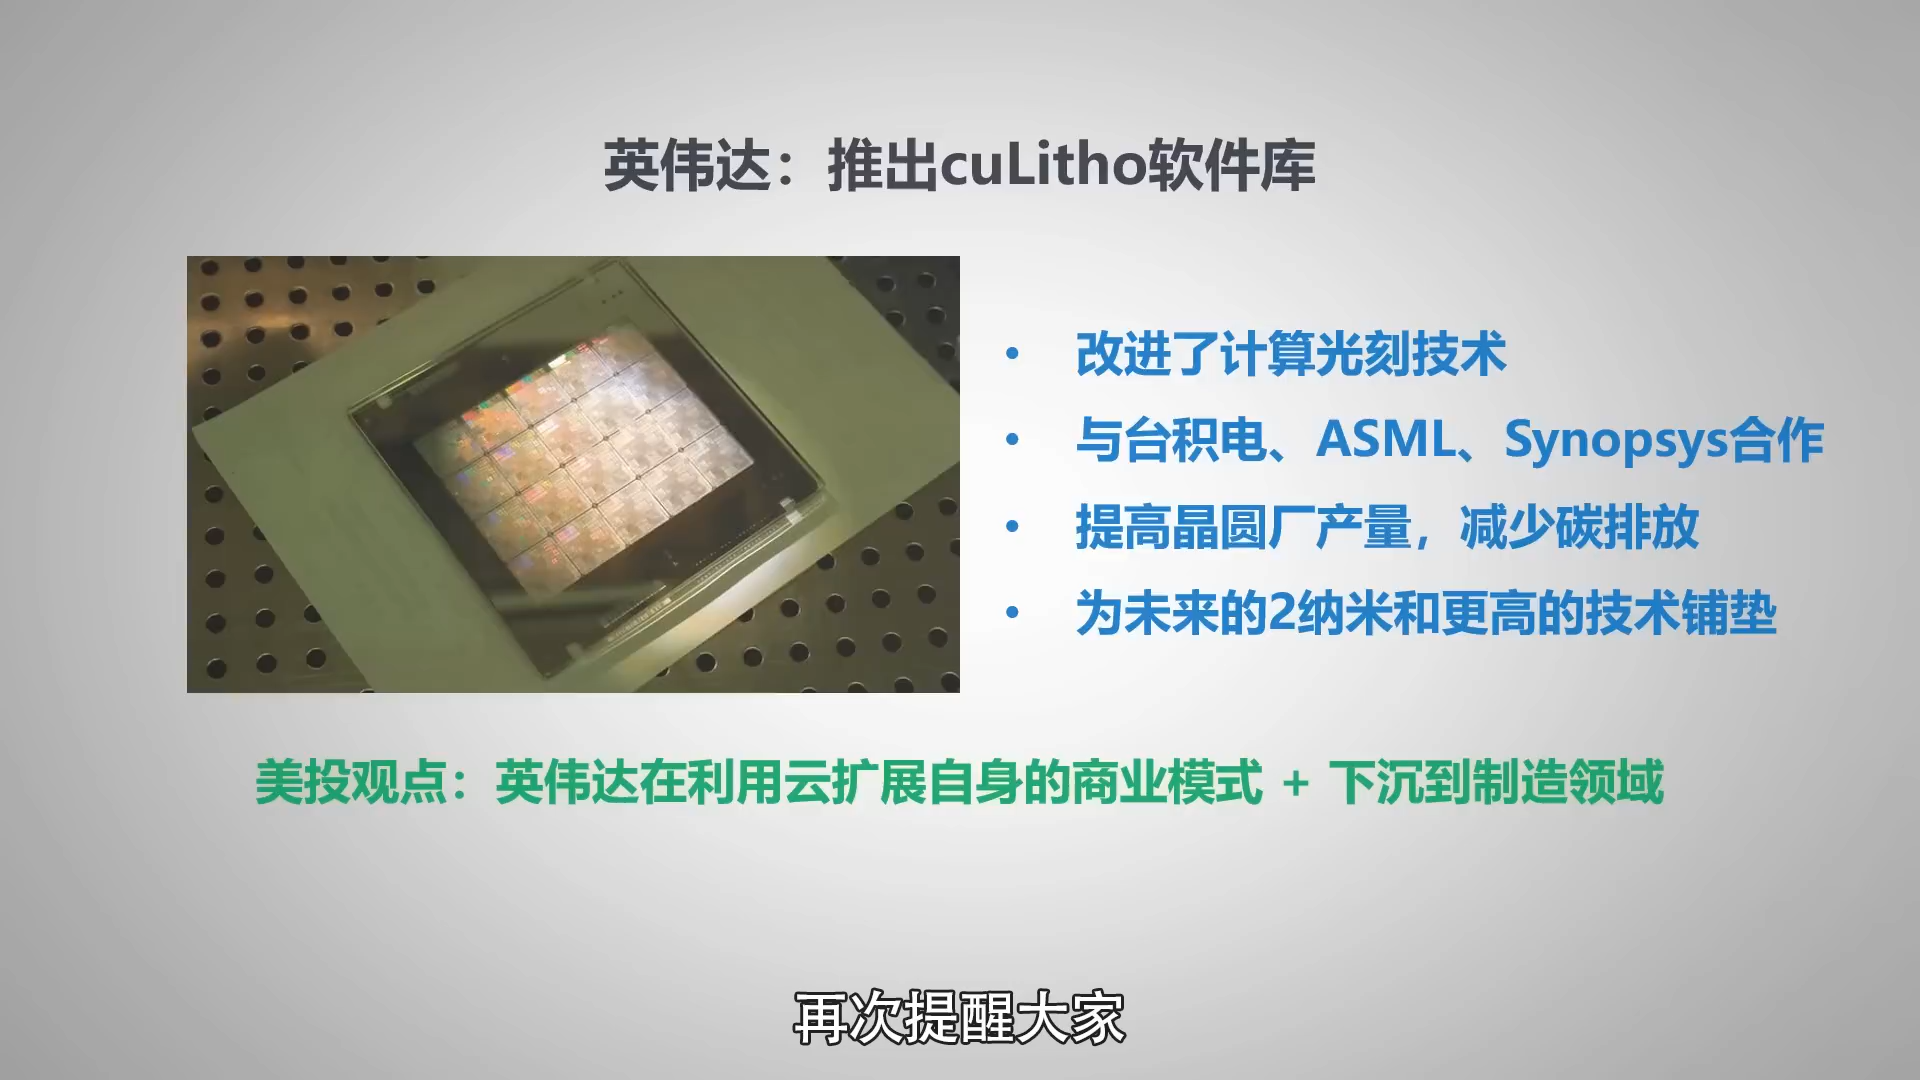 英伟达：推出cuLitho软件库
• 改进了计算光刻技术
• 与台积电、ASML、Synopsys合作
• 提高晶圆厂产量，减少碳排放
• 为未来的2纳米和更高的技术铺垫
美投观点：英伟达在利用云扩展自身的商业模式 + 下沉到制造领域
再次提醒大家